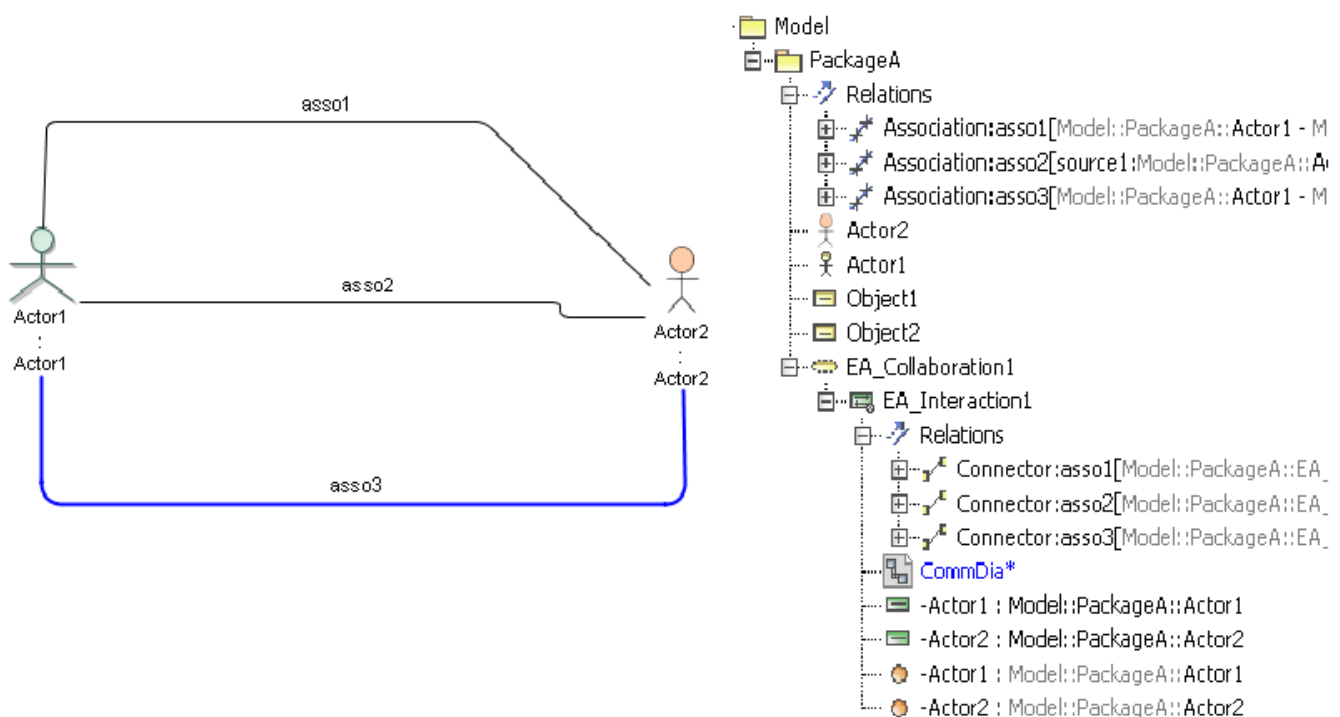 asso1
asso2
Actor1
:
Actor1
Actor2
:
Actor2
asso3
Model
PackageA
Relations
Association:asso1[Model::PackageA::Actor1 - M
Association:asso2[source1:Model::PackageA::A
Association:asso3[Model::PackageA::Actor1 - M
Actor2
Actor1
Object1
Object2
EA_Collaboration1
EA_Interaction1
Relations
Connector:asso1[Model::PackageA::EA_
Connector:asso2[Model::PackageA::EA_
Connector:asso3[Model::PackageA::EA_
CommDia*
-Actor1 : Model::PackageA::Actor1
-Actor2 : Model::PackageA::Actor2
-Actor1 : Model::PackageA::Actor1
-Actor2 : Model::PackageA::Actor2